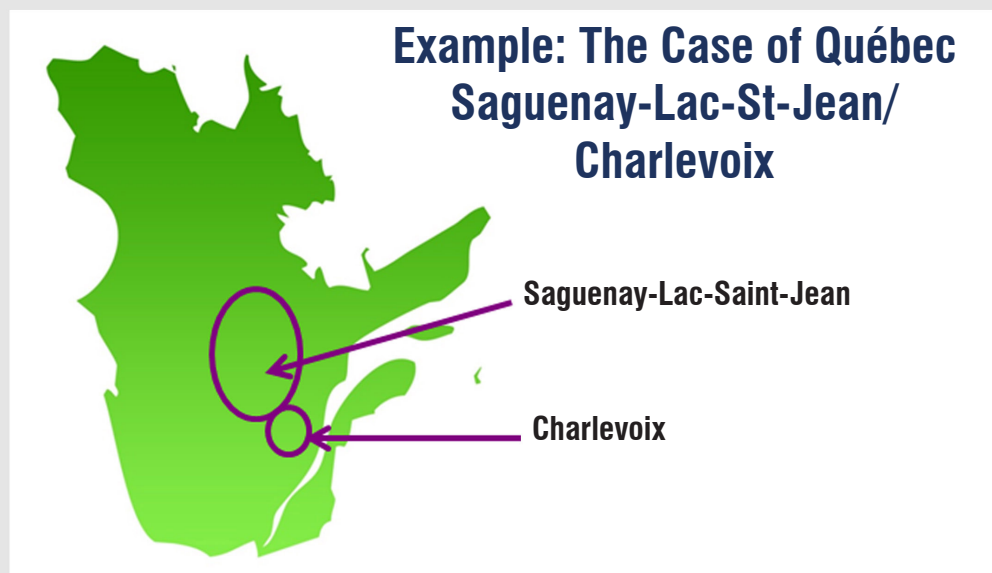 Example: The Case of Québec
Saguenay-Lac-St-Jean/
Charlevoix
Saguenay-Lac-Saint-Jean
Charlevoix